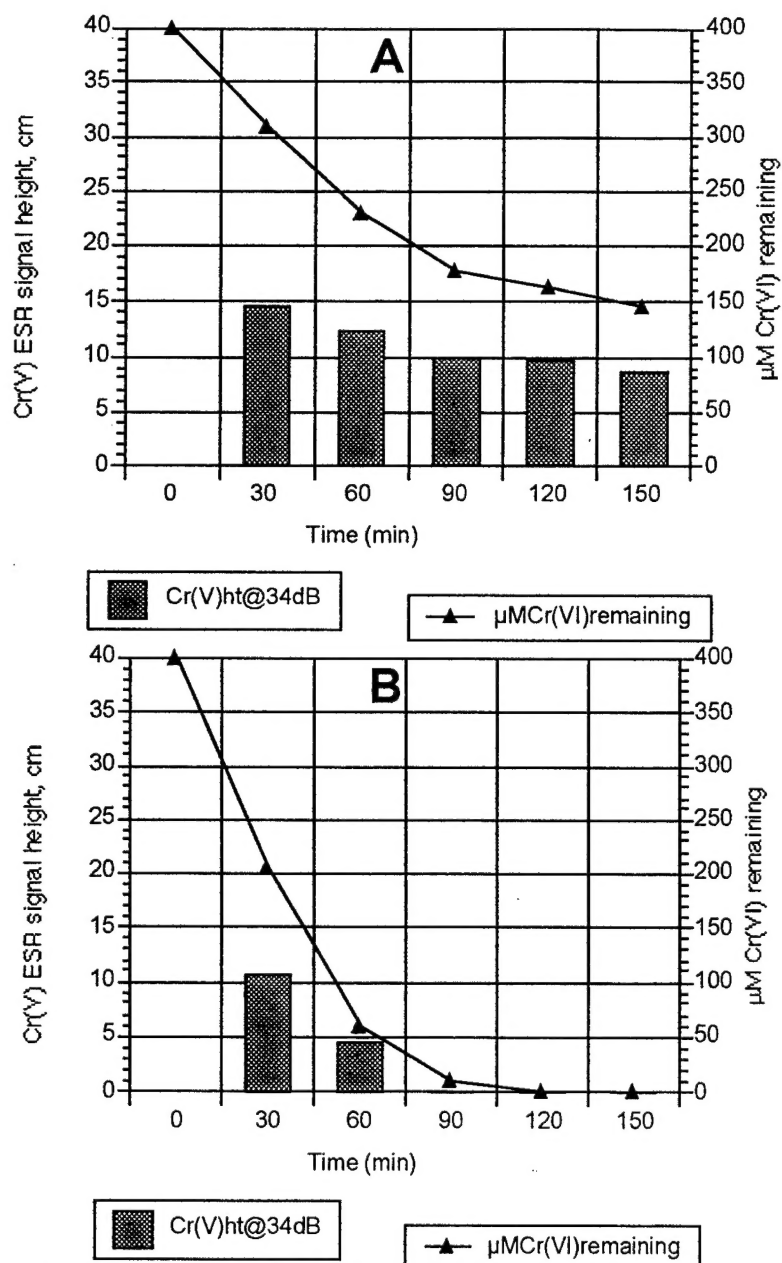 A
40
35
30
25
20
15
10
5
0
Cr(V) ESR signal height, cm
400
350
300
250
200
150
100
50
0
µM Cr(VI) remaining
0 30 60 90 120 150
Time (min)
Cr(V)ht@34dB
µMCr(VI)remaining
B
40
35
30
25
20
15
10
5
0
Cr(V) ESR signal height, cm
400
350
300
250
200
150
100
50
0
µM Cr(VI) remaining
0 30 60 90 120 150
Time (min)
Cr(V)ht@34dB
µMCr(VI)remaining